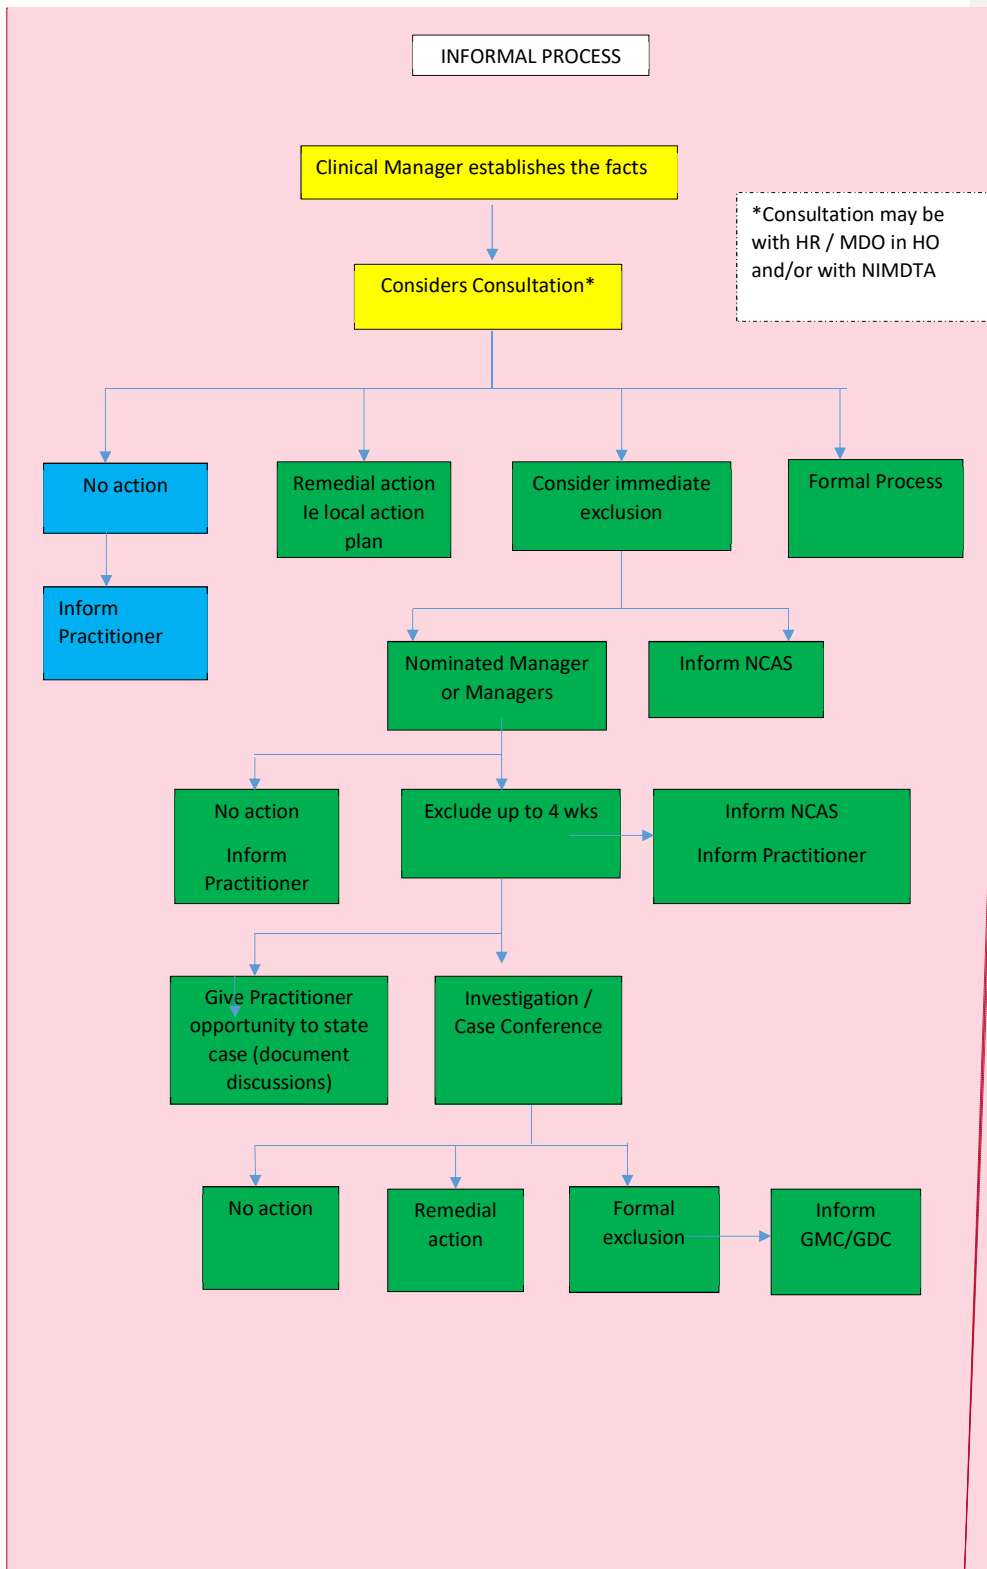 INFORMAL PROCESS
Clinical Manager establishes the facts
*Consultation may be
with HR / MDO in HO
and/or with NIMDTA
Considers Consultation*
No action
Remedial action
Ie local action
plan
Consider immediate
exclusion
Formal Process
Inform
Practitioner
Nominated Manager
or Managers
Inform NCAS
No action
Inform
Practitioner
Exclude up to 4 wks
Inform NCAS
Inform Practitioner
Give Practitioner
opportunity to state
case (document
discussions)
Investigation /
Case Conference
No action
Remedial
action
Formal
exclusion
Inform
GMC/GDC